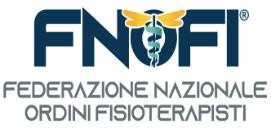 FNOFI®
FEDERAZIONE NAZIONALE
ORDINI FISIOTERAPISTI